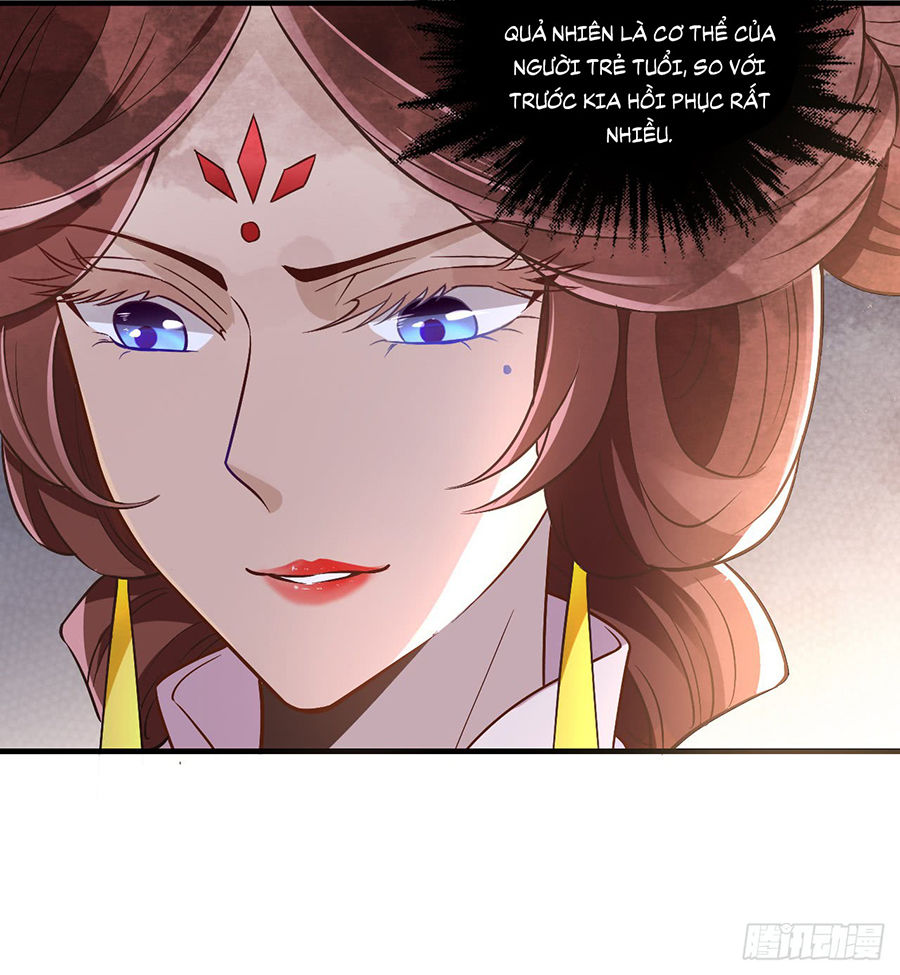 QUẢ NHIÊN LÀ CƠ THỂ CỦA
NGƯỜI TRẺ TUỔI, SO VỚI
TRƯỚC KIA HỒI PHỤC RẤT
NHIỀU.
腾讯动漫